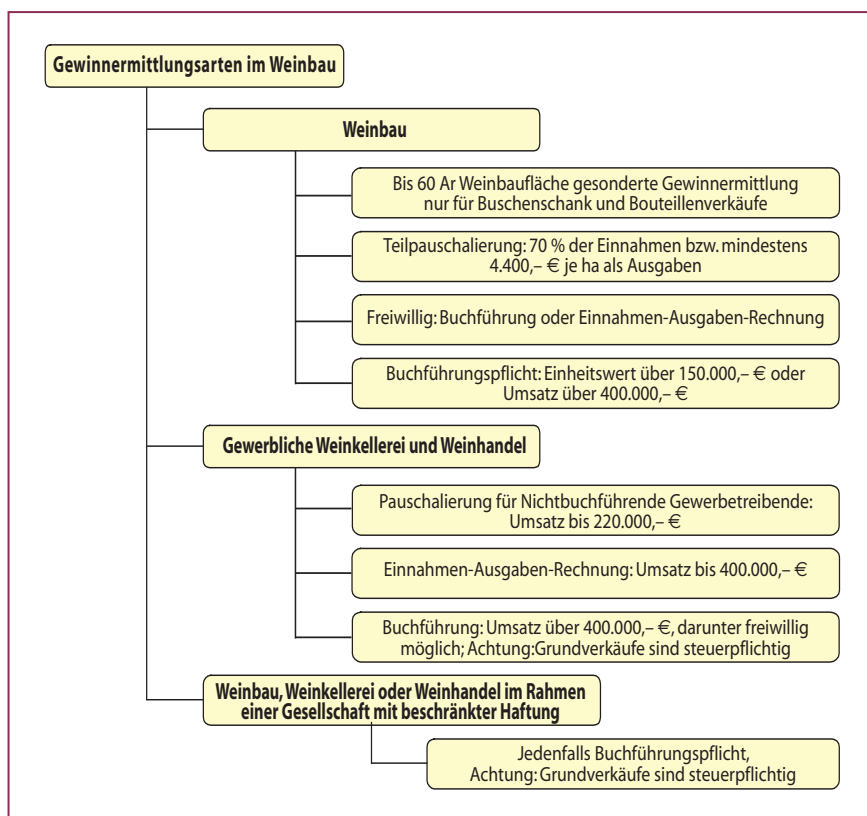 Gewinnermittlungsarten im Weinbau
Weinbau
Bis 60 Ar Weinbaufläche gesonderte Gewinnermittlung
nur für Buschenschank und Bouteillenverkäufe
Teilpauschalierung: 70 % der Einnahmen bzw. mindestens
4.400,– € je ha als Ausgaben
Freiwillig: Buchführung oder Einnahmen-Ausgaben-Rechnung
Buchführungspflicht: Einheitswert über 150.000,– € oder
Umsatz über 400.000,– €
Gewerbliche Weinkellerei und Weinhandel
Pauschalierung für Nichtbuchführende Gewerbetreibende:
Umsatz bis 220.000,– €
Einnahmen-Ausgaben-Rechnung: Umsatz bis 400.000,– €
Buchführung: Umsatz über 400.000,– €, darunter freiwillig
möglich; Achtung: Grundverkäufe sind steuerpflichtig
Weinbau, Weinkellerei oder Weinhandel im Rahmen
einer Gesellschaft mit beschränkter Haftung
Jedenfalls Buchführungspflicht,
Achtung: Grundverkäufe sind steuerpflichtig